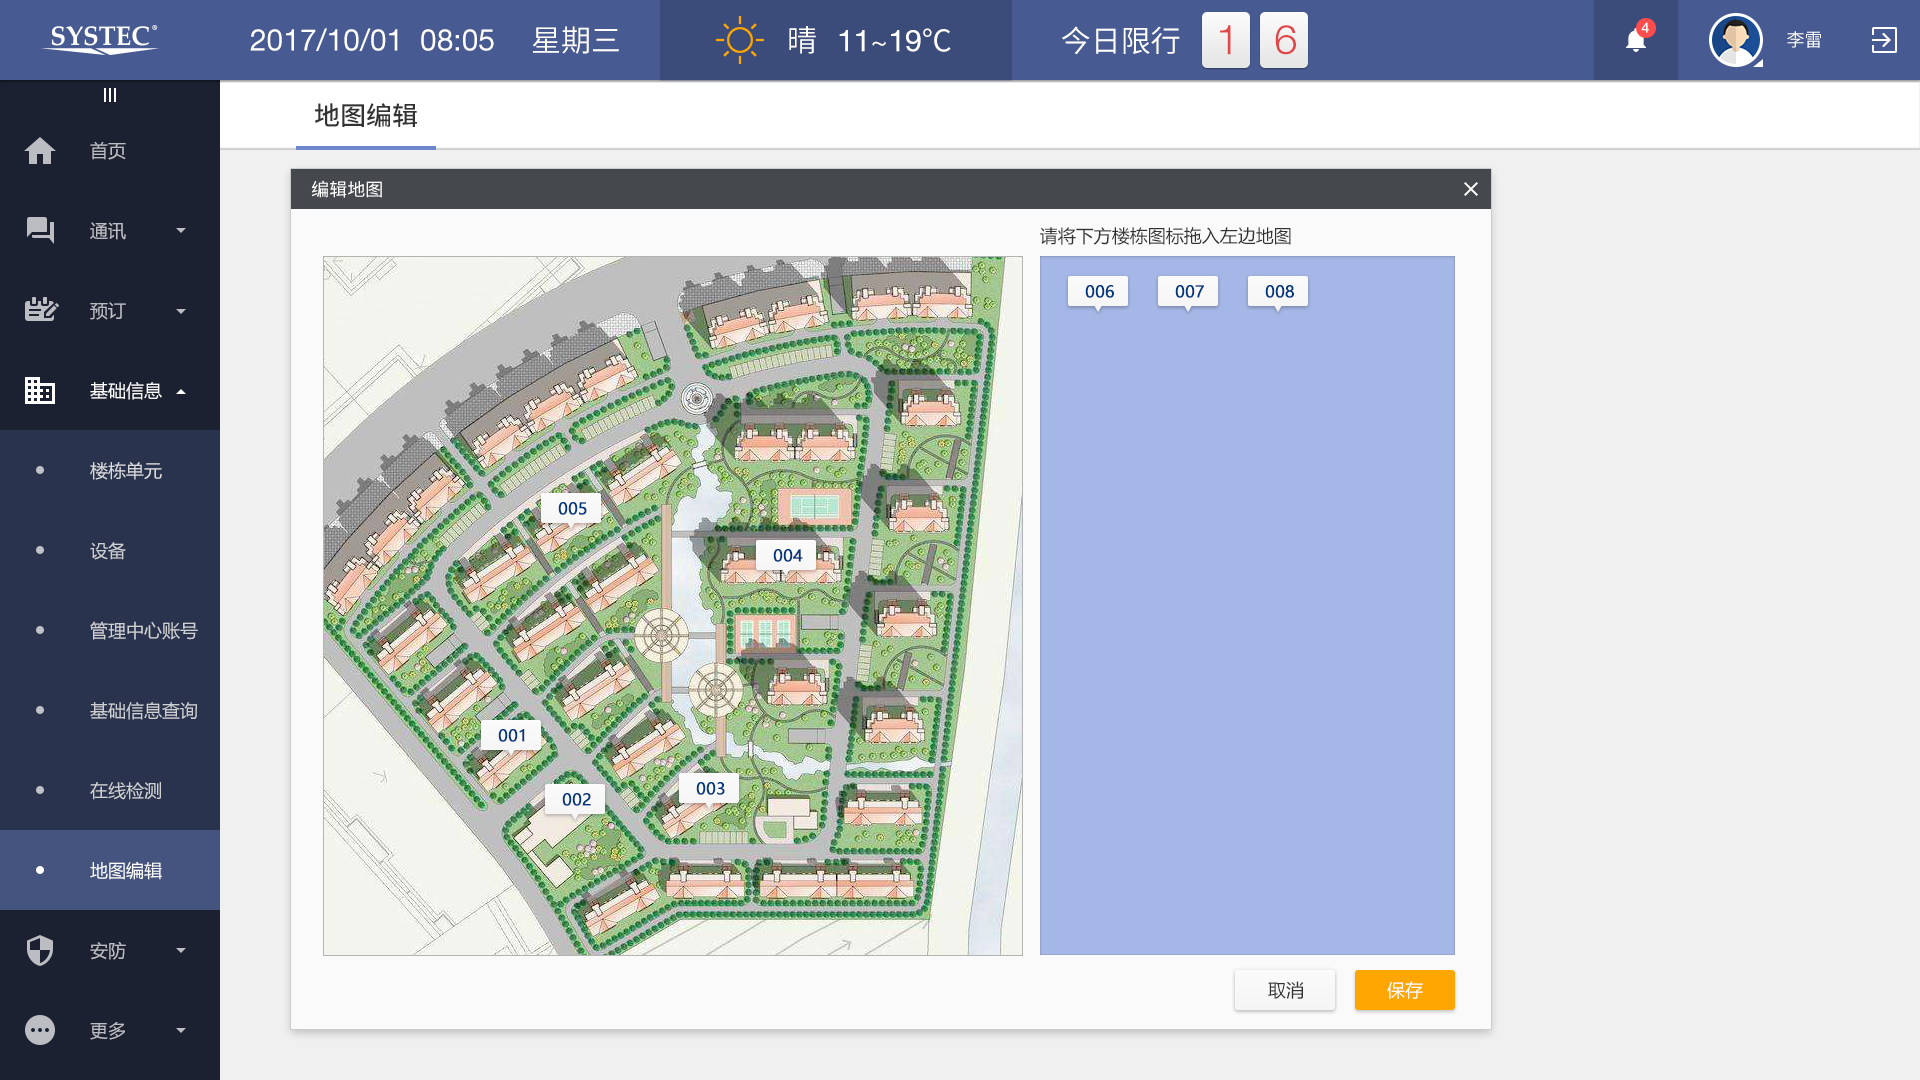 SYSTEC®
2017/10/01 08:05 星期三
晴 11~19℃
今日限行 1 6
4
李雷
首页
通讯
预订
基础信息
楼栋单元
设备
管理中心账号
基础信息查询
在线检测
地图编辑
安防
更多
地图编辑
编辑地图
请将下方楼栋图标拖入左边地图
006 007 008
005
004
001
003
002
取消 保存